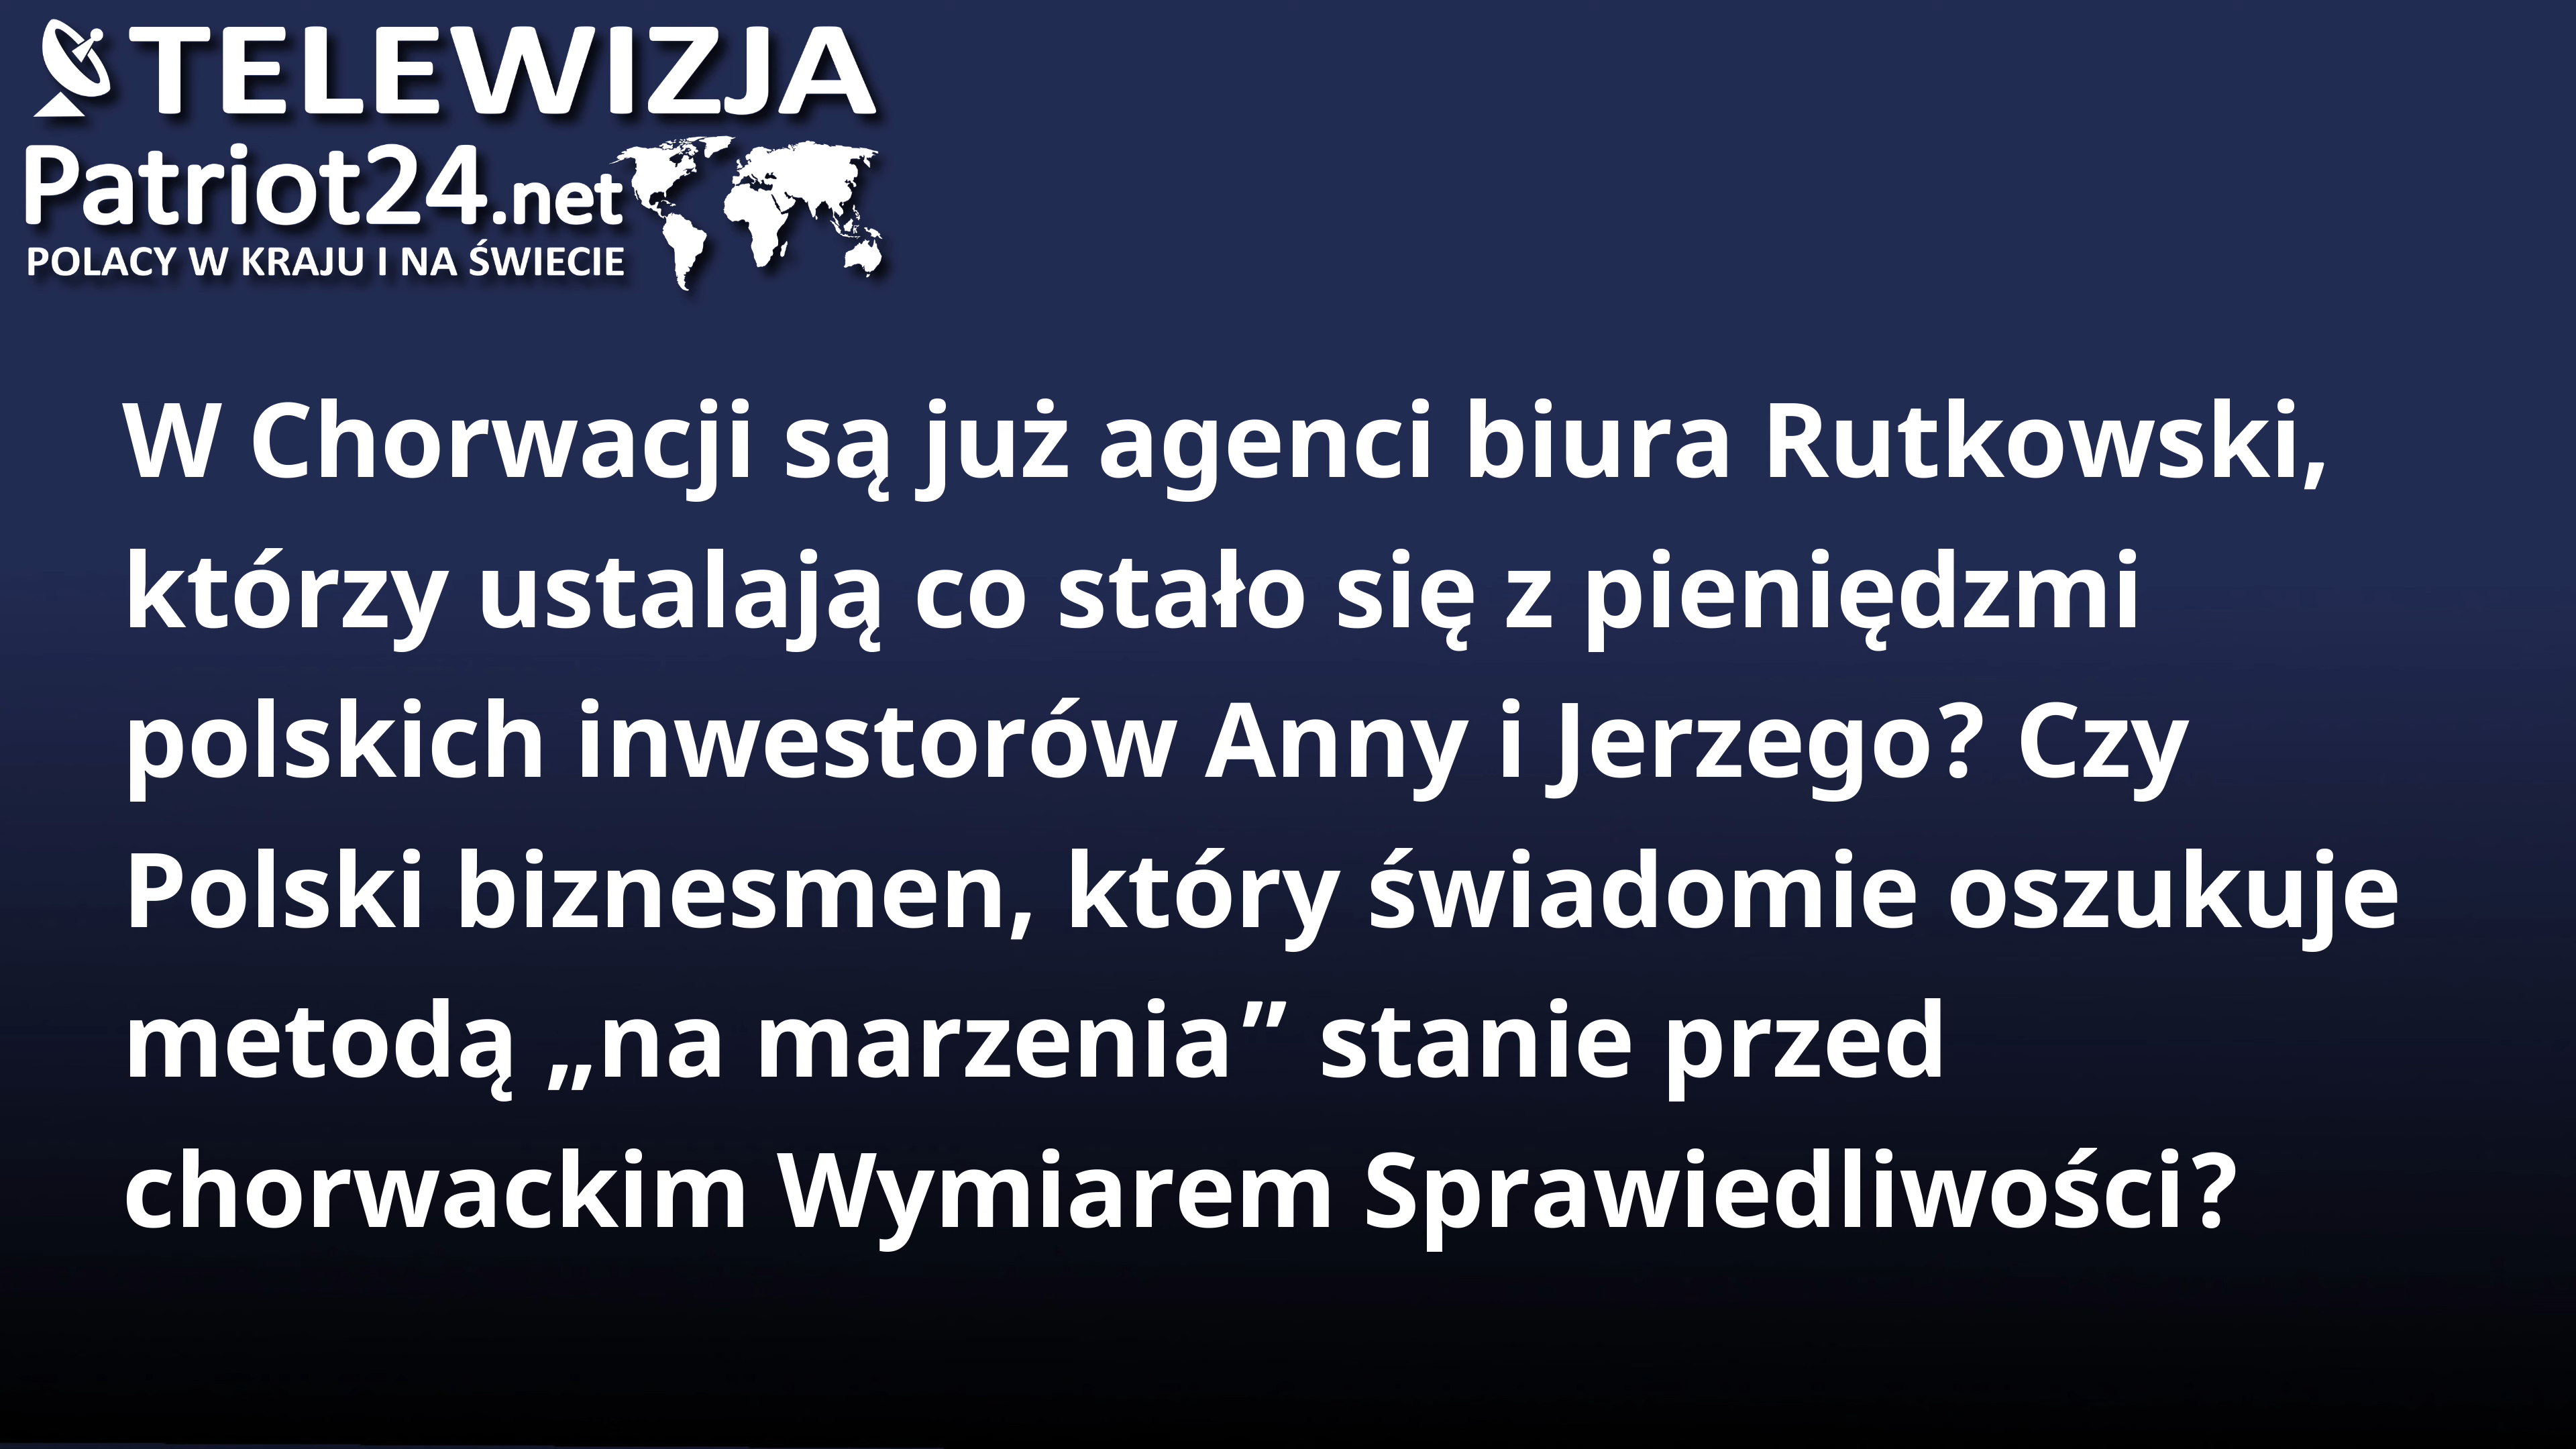 TELEWIZJA
Patriot24.net
POLACY W KRAJU I NA ŚWIECIE
W Chorwacji są już agenci biura Rutkowski,
którzy ustalają co stało się z pieniędzmi
polskich inwestorów Anny i Jerzego? Czy
Polski biznesmen, który świadomie oszukuje
metodą „na marzenia” stanie przed
chorwackim Wymiarem Sprawiedliwości?